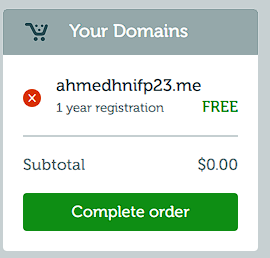 Your Domains
ahmedhnifp23.me
1 year registration FREE
Subtotal $0.00
Complete order